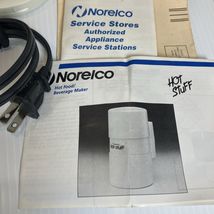 Norelco
Service Stores
Authorized
Appliance
Service Stations
Norelco
Hot Food/
Beverage Maker
HOT
STUFF